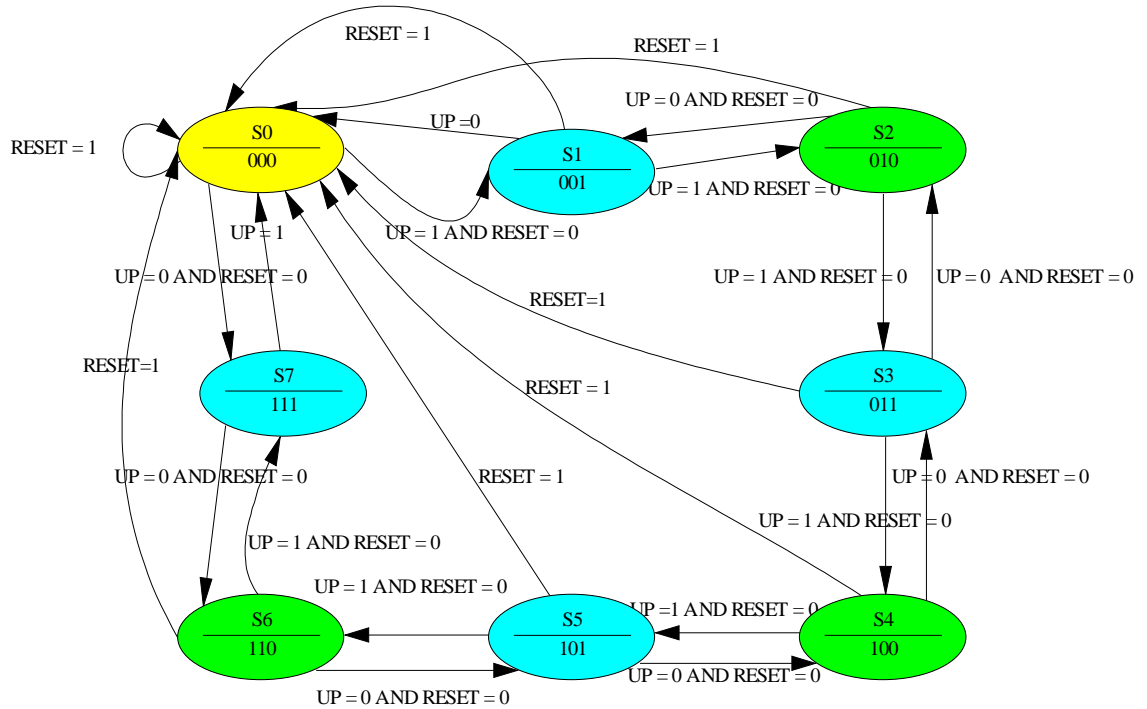 RESET = 1
RESET = 1
UP = 0 AND RESET = 0
UP =0
S0
000
S2
010
RESET = 1
S1
001
UP = 1 AND RESET = 0
UP = 1
UP = 1 AND RESET = 0
UP = 0 AND RESET = 0
UP = 1 AND RESET = 0
UP = 0 AND RESET = 0
RESET=1
RESET=1
S7
111
RESET = 1
S3
011
UP = 0 AND RESET = 0
RESET = 1
UP = 0 AND RESET = 0
UP = 1 AND RESET = 0
UP = 1 AND RESET = 0
UP = 1 AND RESET = 0
UP =1 AND RESET = 0
S6
110
S5
101
S4
100
UP = 0 AND RESET = 0
UP = 0 AND RESET = 0